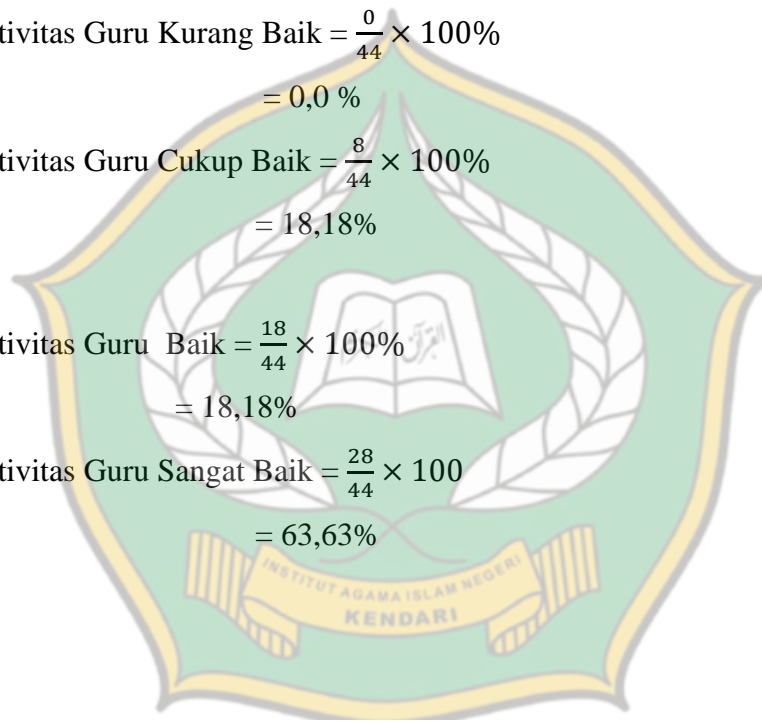 tivitas Guru Kurang Baik = 0/44 × 100%
= 0,0 %
tivitas Guru Cukup Baik = 8/44 × 100%
= 18,18%
tivitas Guru Baik = 18/44 × 100%
= 18,18%
tivitas Guru Sangat Baik = 28/44 × 100
= 63,63%
INSTITUT AGAMA ISLAM NEGERI
KENDARI